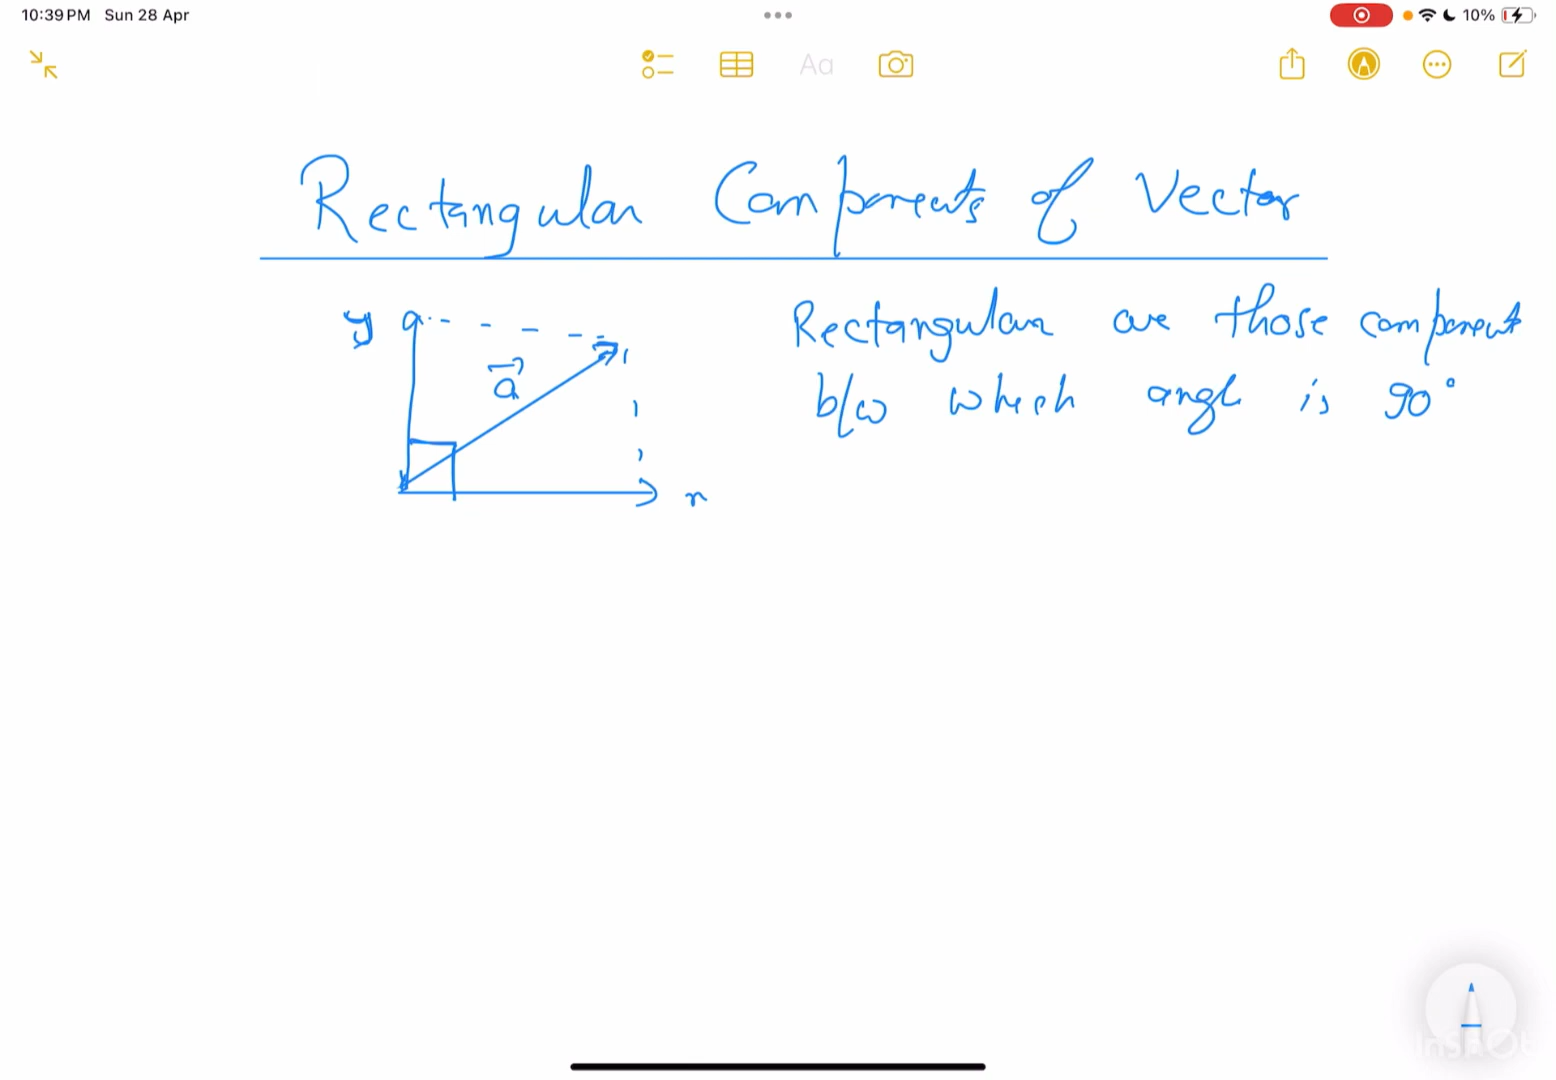 10:39 PM Sun 28 Apr
10%
Aa
Rectangular Components of Vector
y
Rectangular are those component
a
b/w which angle is 90°
x
InShOt